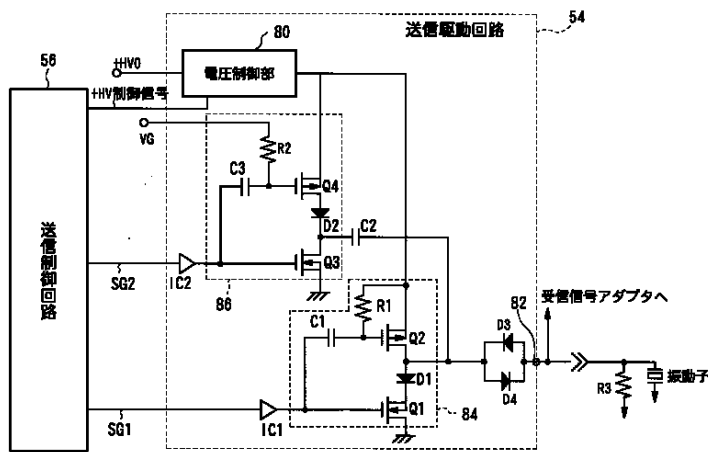 80
送信駆動回路
54
56
+HVO
電圧制御部
+HV制御信号
VG
R2
C3
Q4
D2
C2
送信制御回路
SG2
IC2
Q3
86
R1
C1
Q2
D1
Q1
84
SG1
IC1
82
受信信号アダプタへ
D3
D4
R3
振動子